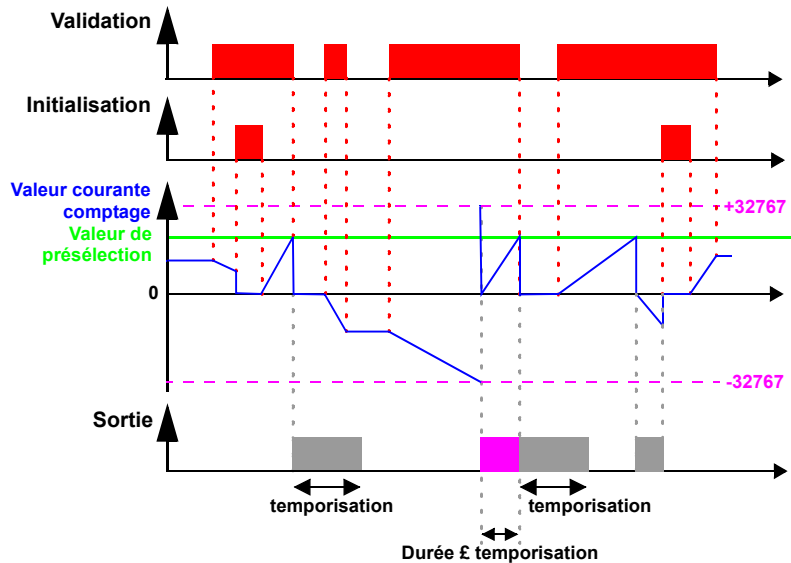 Validation
Initialisation
Valeur courante
comptage
+32767
Valeur de
présélection
0
-32767
Sortie
temporisation
temporisation
Durée £ temporisation